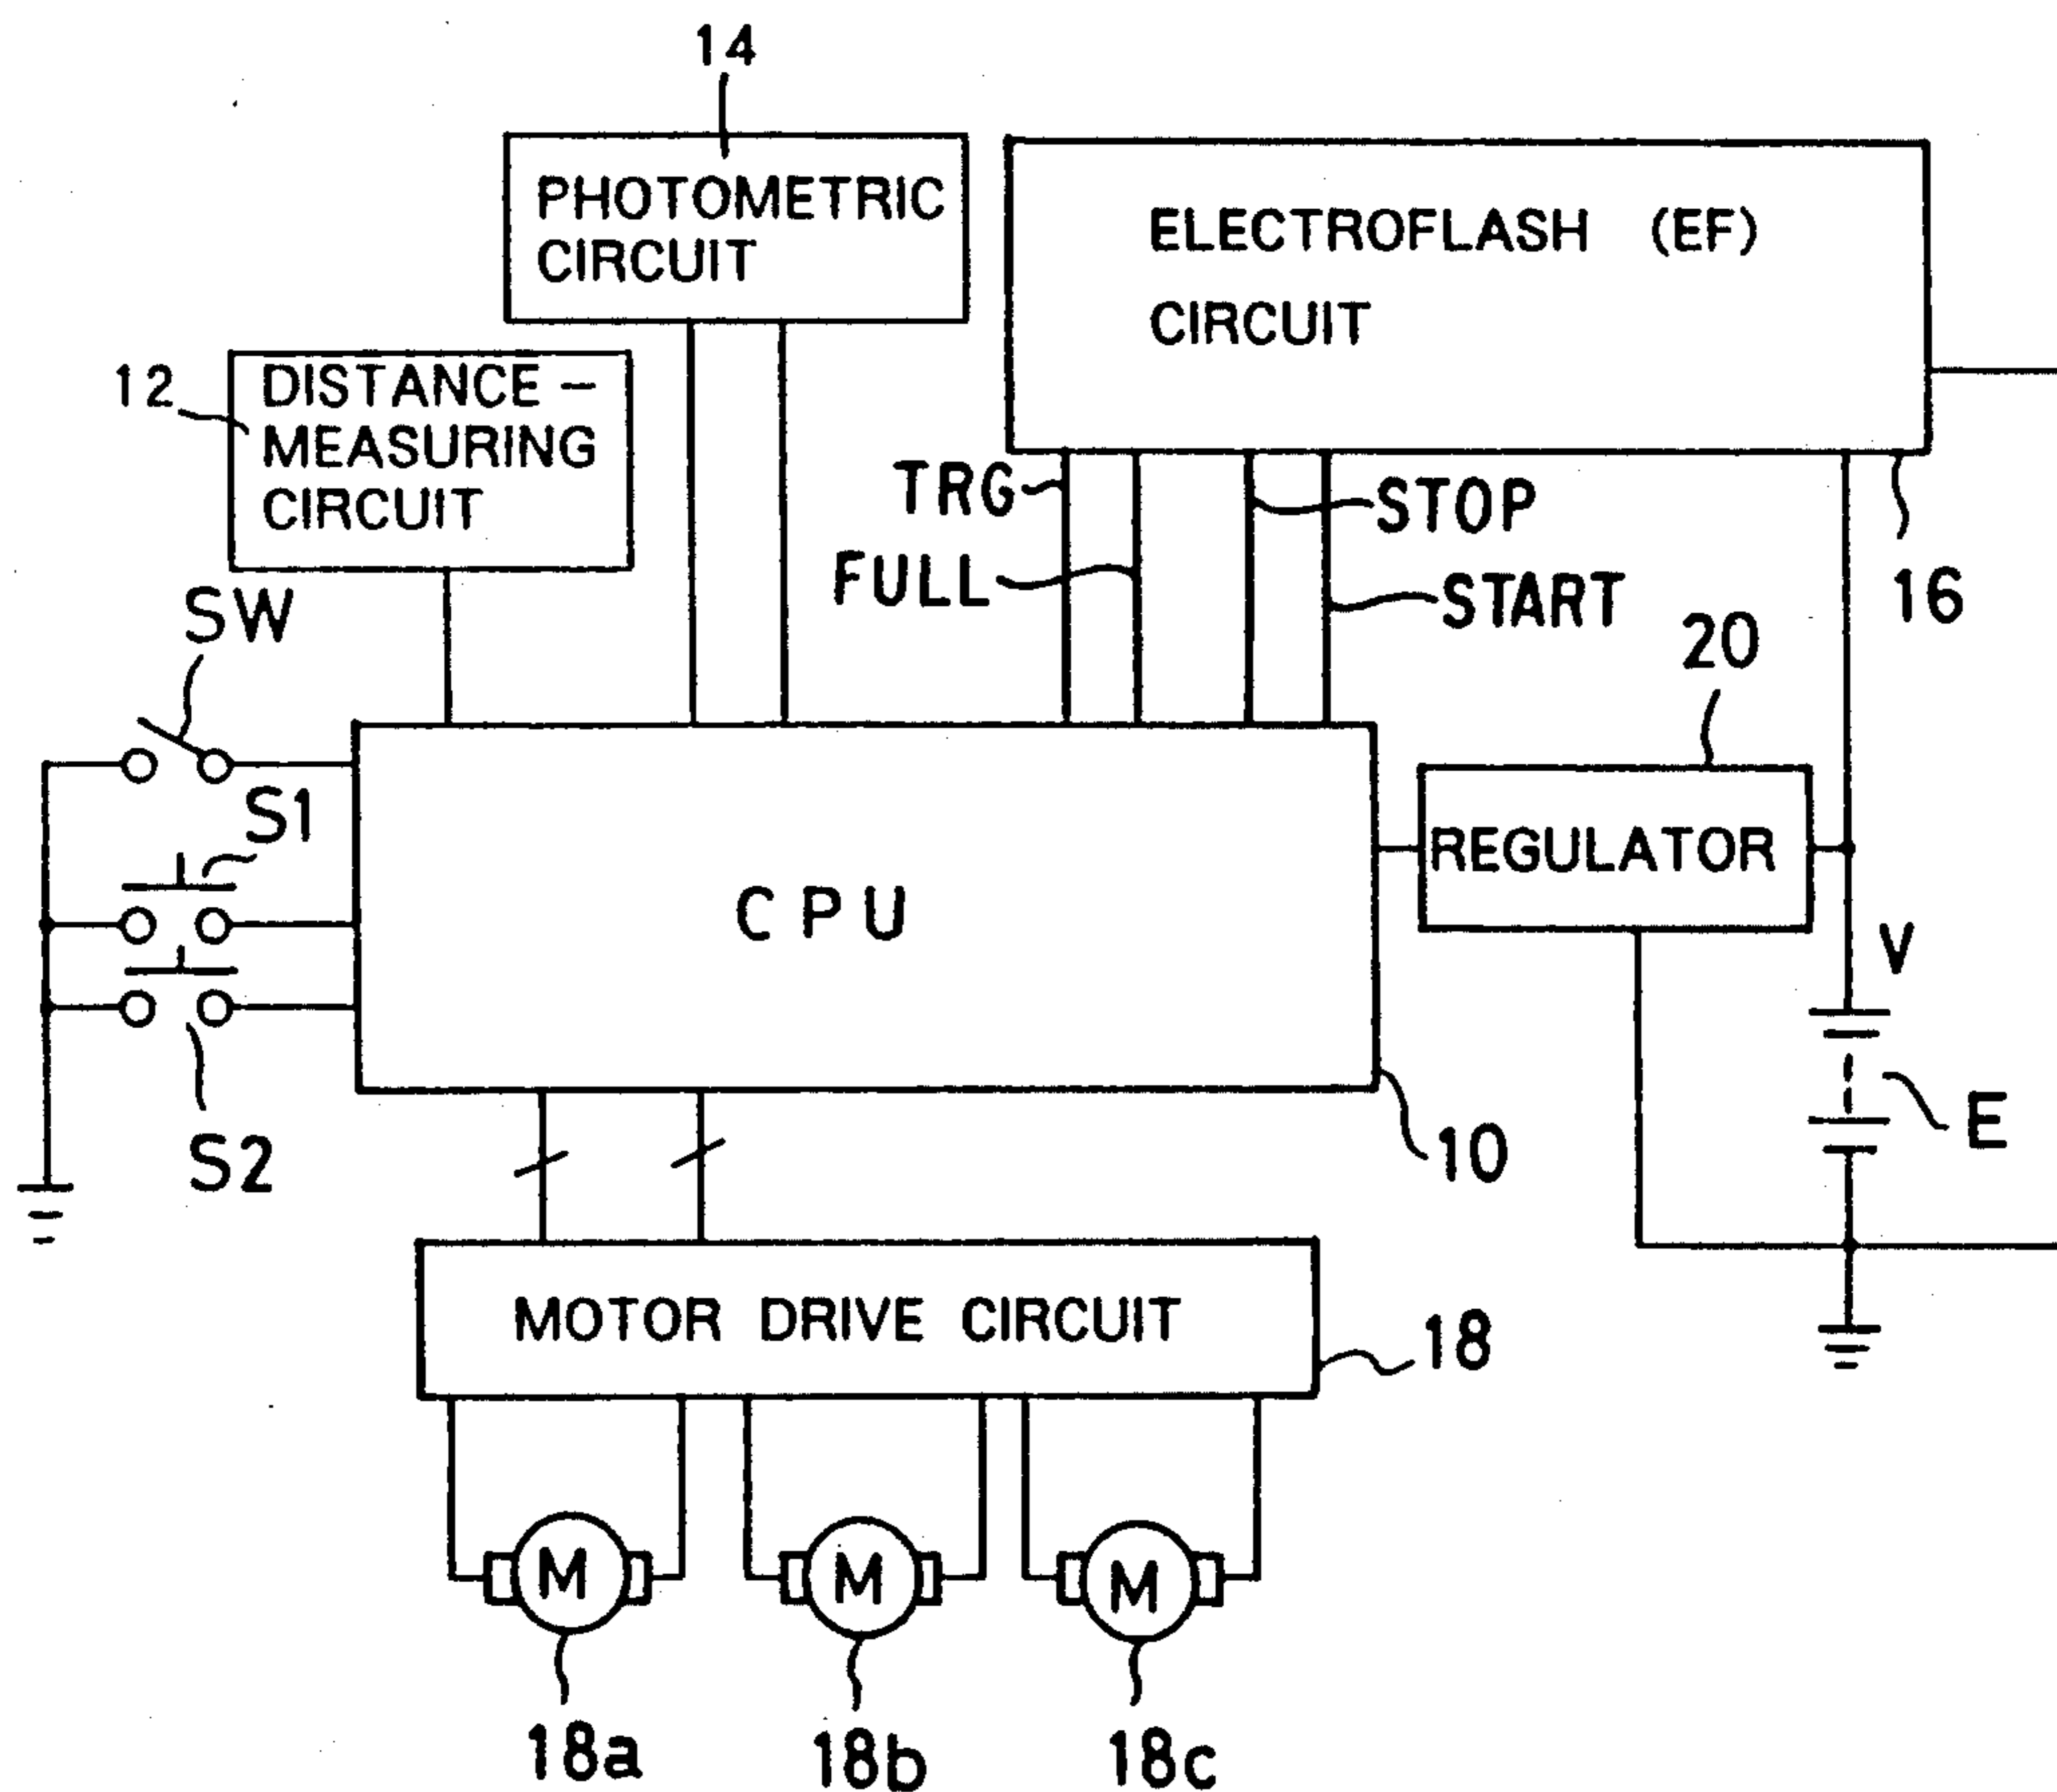 14
PHOTOMETRIC
CIRCUIT
ELECTROFLASH (EF)
CIRCUIT
12
DISTANCE-
MEASURING
CIRCUIT
TRG
STOP
FULL
START
16
SW
20
S1
CPU
REGULATOR
V
S2
10
E
MOTOR DRIVE CIRCUIT
18
M
M
M
18a
18b
18c